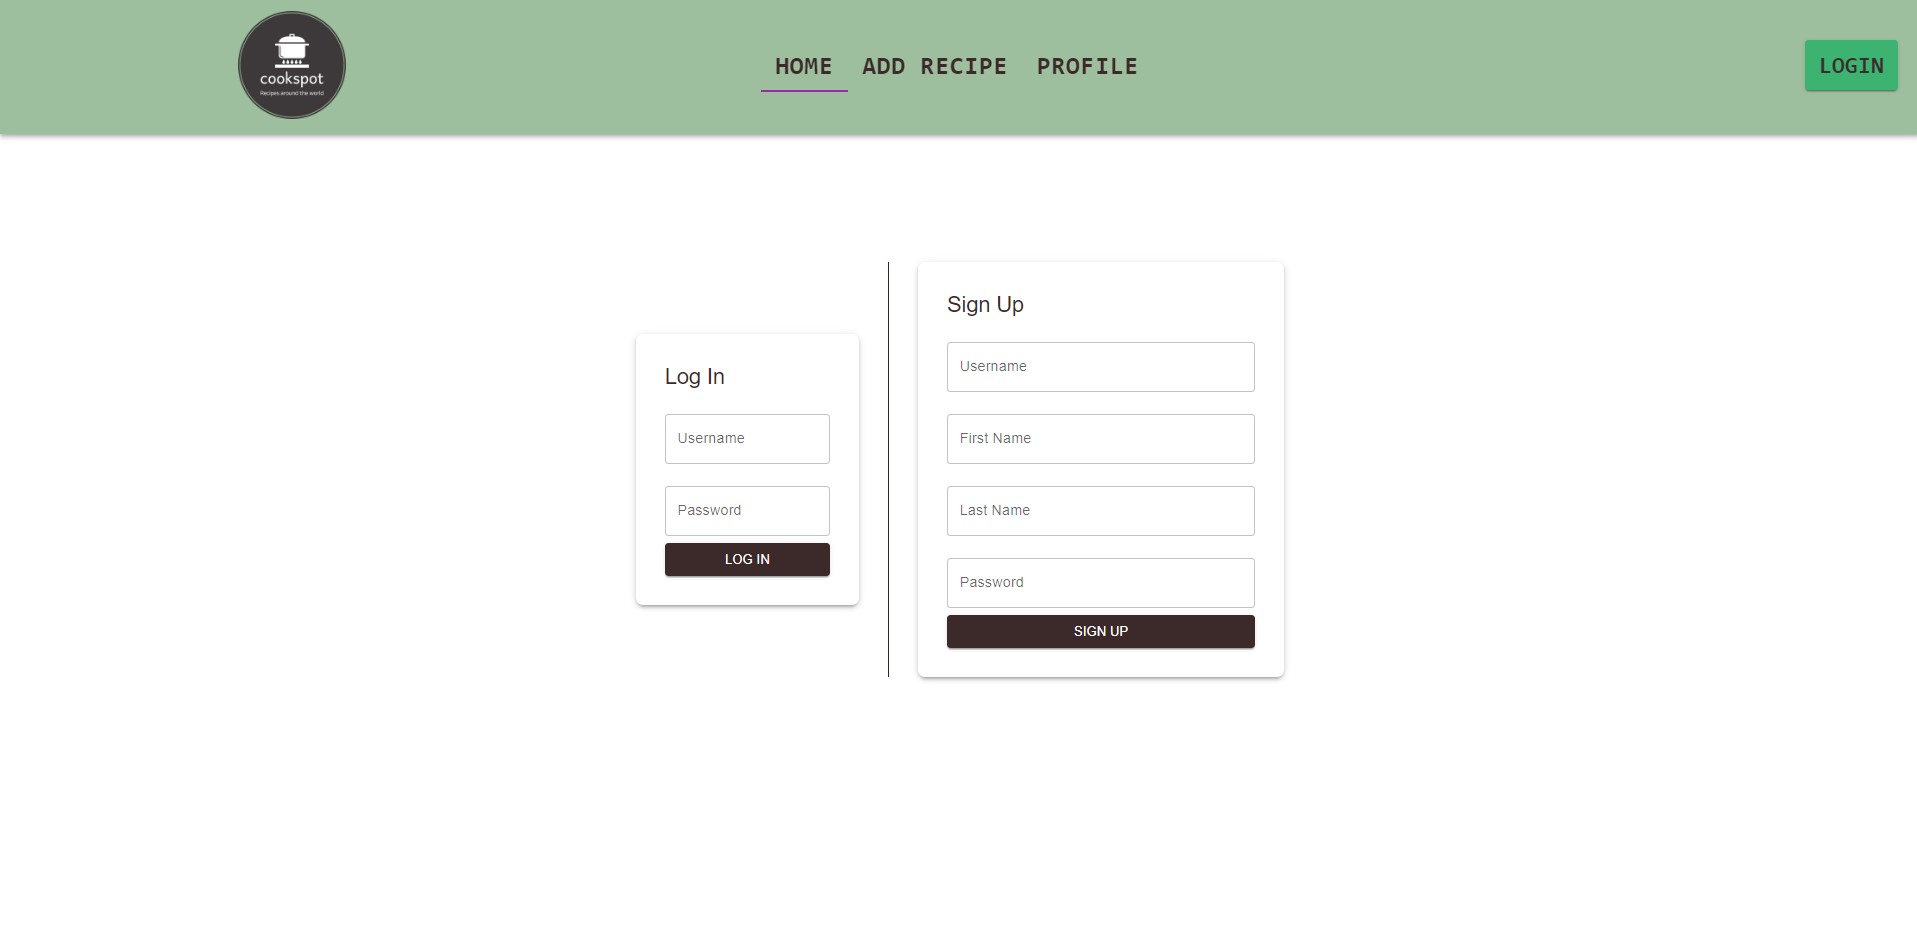 cookspot
Recipes around the world
HOME ADD RECIPE PROFILE
LOGIN
Log In
Username
Password
LOG IN
Sign Up
Username
First Name
Last Name
Password
SIGN UP